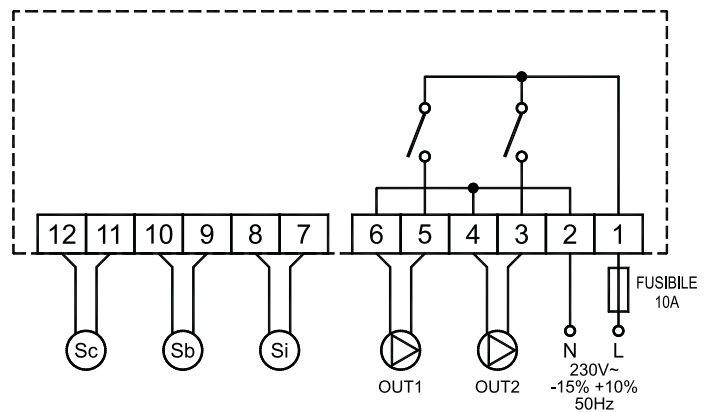 12 11 10 9 8 7 6 5 4 3 2 1
FUSIBILE
10A
Sc Sb Si
N L
OUT1 OUT2
230V~
-15% +10%
50Hz